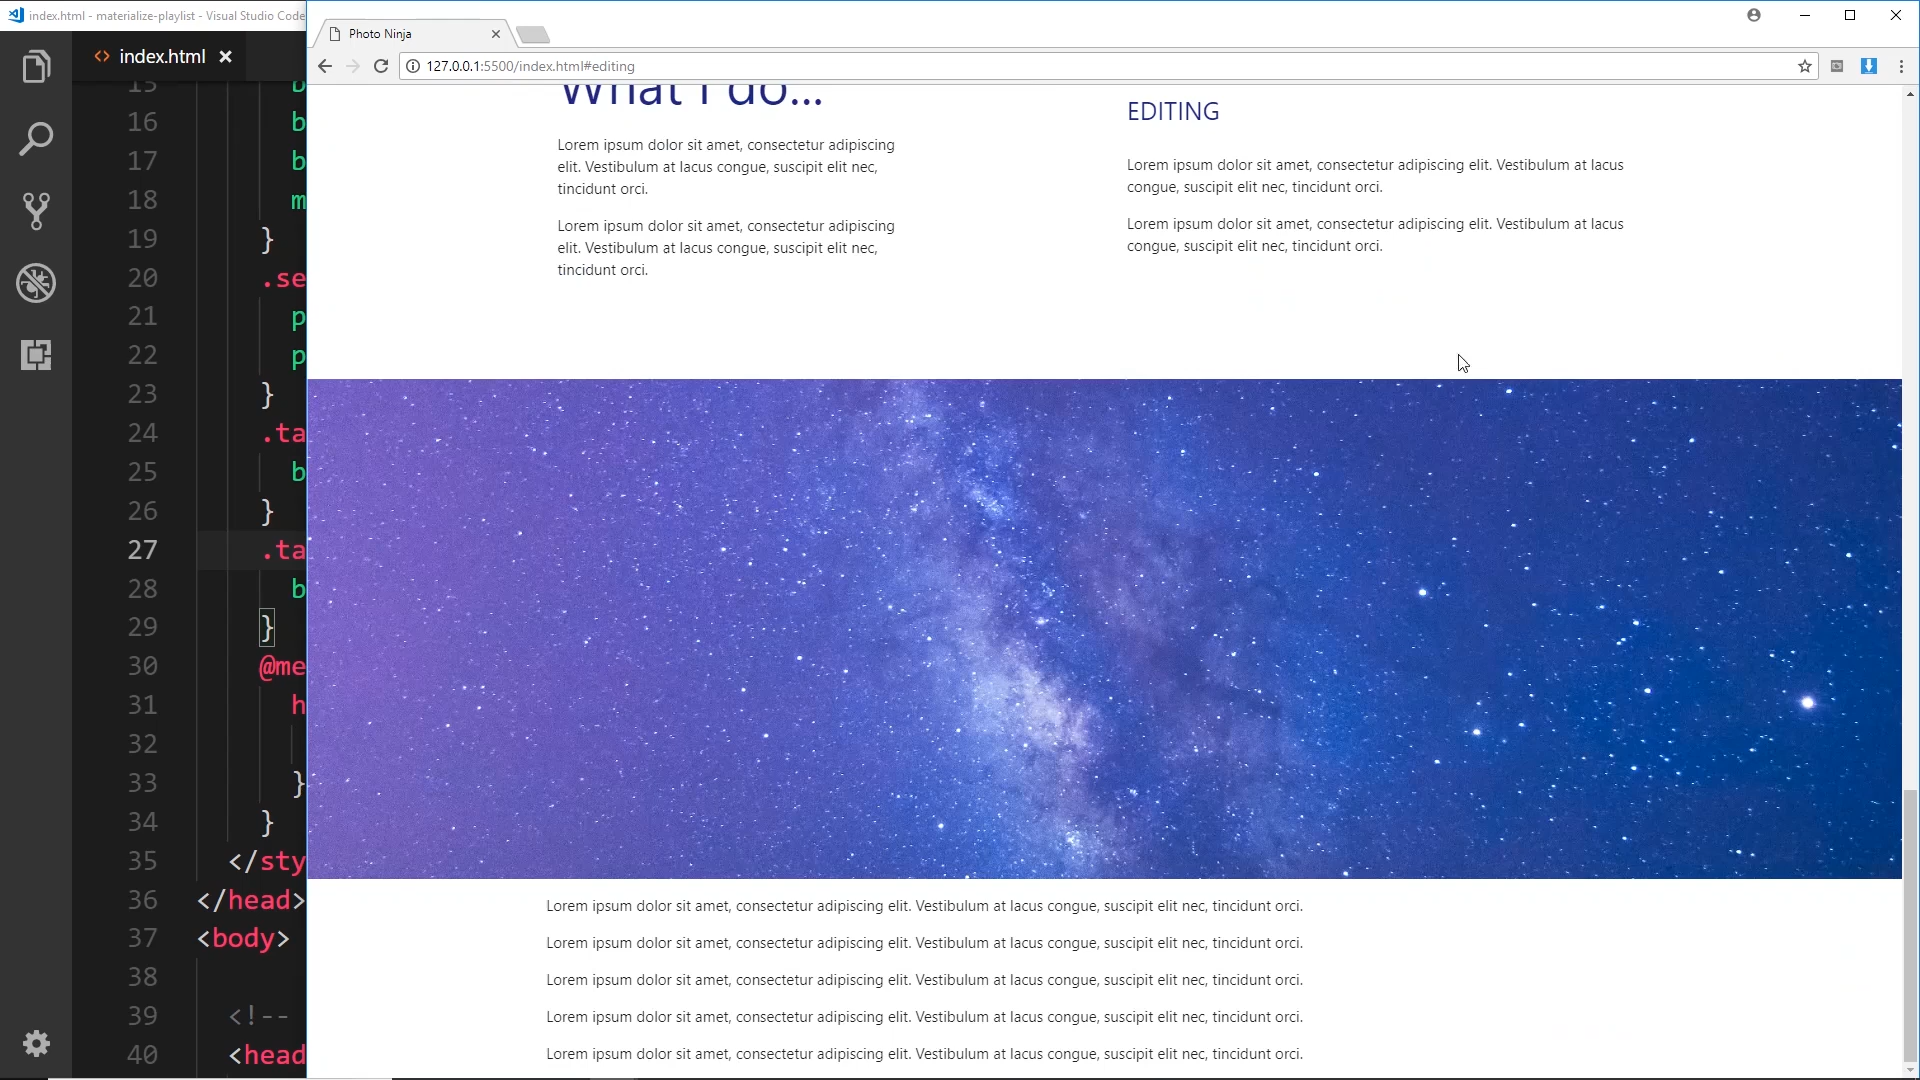 index.html - materialize-playlist - Visual Studio Code
index.html
15 b
16 b
17 b
18 m
19 }
20 .se
21 p
22 p
23 }
24 .ta
25 b
26 }
27 .ta
28 b
29 }
30 @me
31 h
32
33 }
34 }
35 </sty
36 </head>
37 <body>
38
39 <!--
40 <head
Photo Ninja
127.0.0.1:5500/index.html#editing
What I do...
Lorem ipsum dolor sit amet, consectetur adipiscing
elit. Vestibulum at lacus congue, suscipit elit nec,
tincidunt orci.
Lorem ipsum dolor sit amet, consectetur adipiscing
elit. Vestibulum at lacus congue, suscipit elit nec,
tincidunt orci.
EDITING
Lorem ipsum dolor sit amet, consectetur adipiscing elit. Vestibulum at lacus
congue, suscipit elit nec, tincidunt orci.
Lorem ipsum dolor sit amet, consectetur adipiscing elit. Vestibulum at lacus
congue, suscipit elit nec, tincidunt orci.
Lorem ipsum dolor sit amet, consectetur adipiscing elit. Vestibulum at lacus congue, suscipit elit nec, tincidunt orci.
Lorem ipsum dolor sit amet, consectetur adipiscing elit. Vestibulum at lacus congue, suscipit elit nec, tincidunt orci.
Lorem ipsum dolor sit amet, consectetur adipiscing elit. Vestibulum at lacus congue, suscipit elit nec, tincidunt orci.
Lorem ipsum dolor sit amet, consectetur adipiscing elit. Vestibulum at lacus congue, suscipit elit nec, tincidunt orci.
Lorem ipsum dolor sit amet, consectetur adipiscing elit. Vestibulum at lacus congue, suscipit elit nec, tincidunt orci.